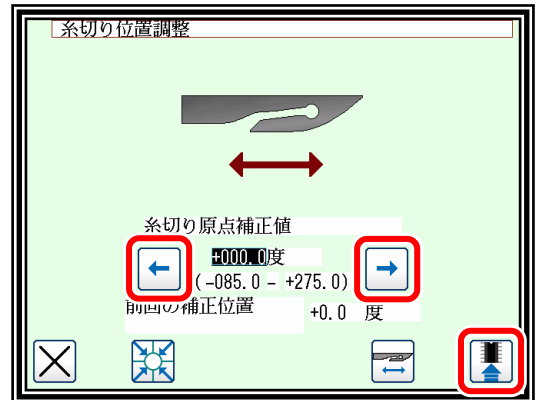 糸切り位置調整
糸切り原点補正値
+000.0度
(-085.0 - +275.0)
前回の補正位置 +0.0 度